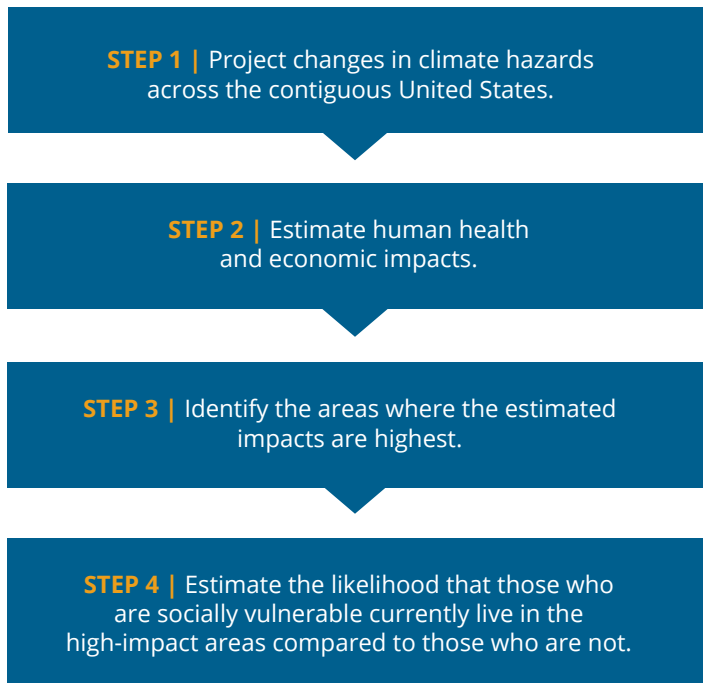 STEP 1 | Project changes in climate hazards
across the contiguous United States.
STEP 2 | Estimate human health
and economic impacts.
STEP 3 | Identify the areas where the estimated
impacts are highest.
STEP 4 | Estimate the likelihood that those who
are socially vulnerable currently live in the
high-impact areas compared to those who are not.